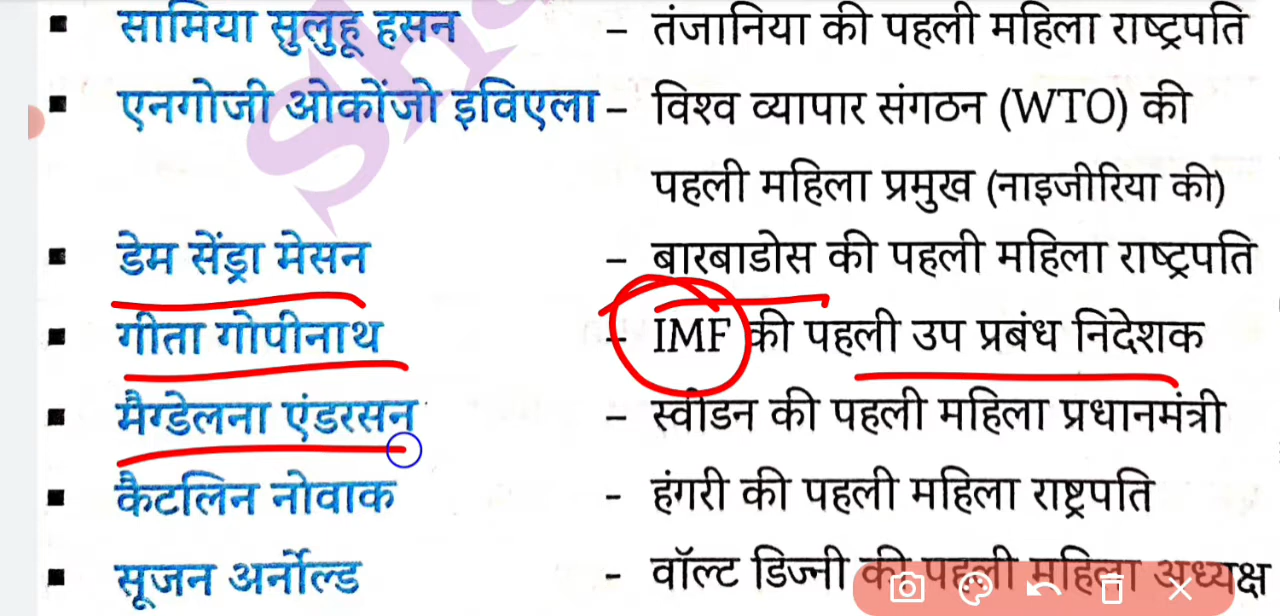 ▪ सामिया सुलुहू हसन – तंजानिया की पहली महिला राष्ट्रपति
▪ एनगोजी ओकोंजो इविएला – विश्व व्यापार संगठन (WTO) की
पहली महिला प्रमुख (नाइजीरिया की)
▪ डेम सेंड्रा मेसन – बारबाडोस की पहली महिला राष्ट्रपति
▪ गीता गोपीनाथ – IMF की पहली उप प्रबंध निदेशक
▪ मैग्डेलना एंडरसन – स्वीडन की पहली महिला प्रधानमंत्री
▪ कैटलिन नोवाक - हंगरी की पहली महिला राष्ट्रपति
▪ सूजन अर्नोल्ड - वॉल्ट डिज्नी की पहली महिला अध्यक्ष